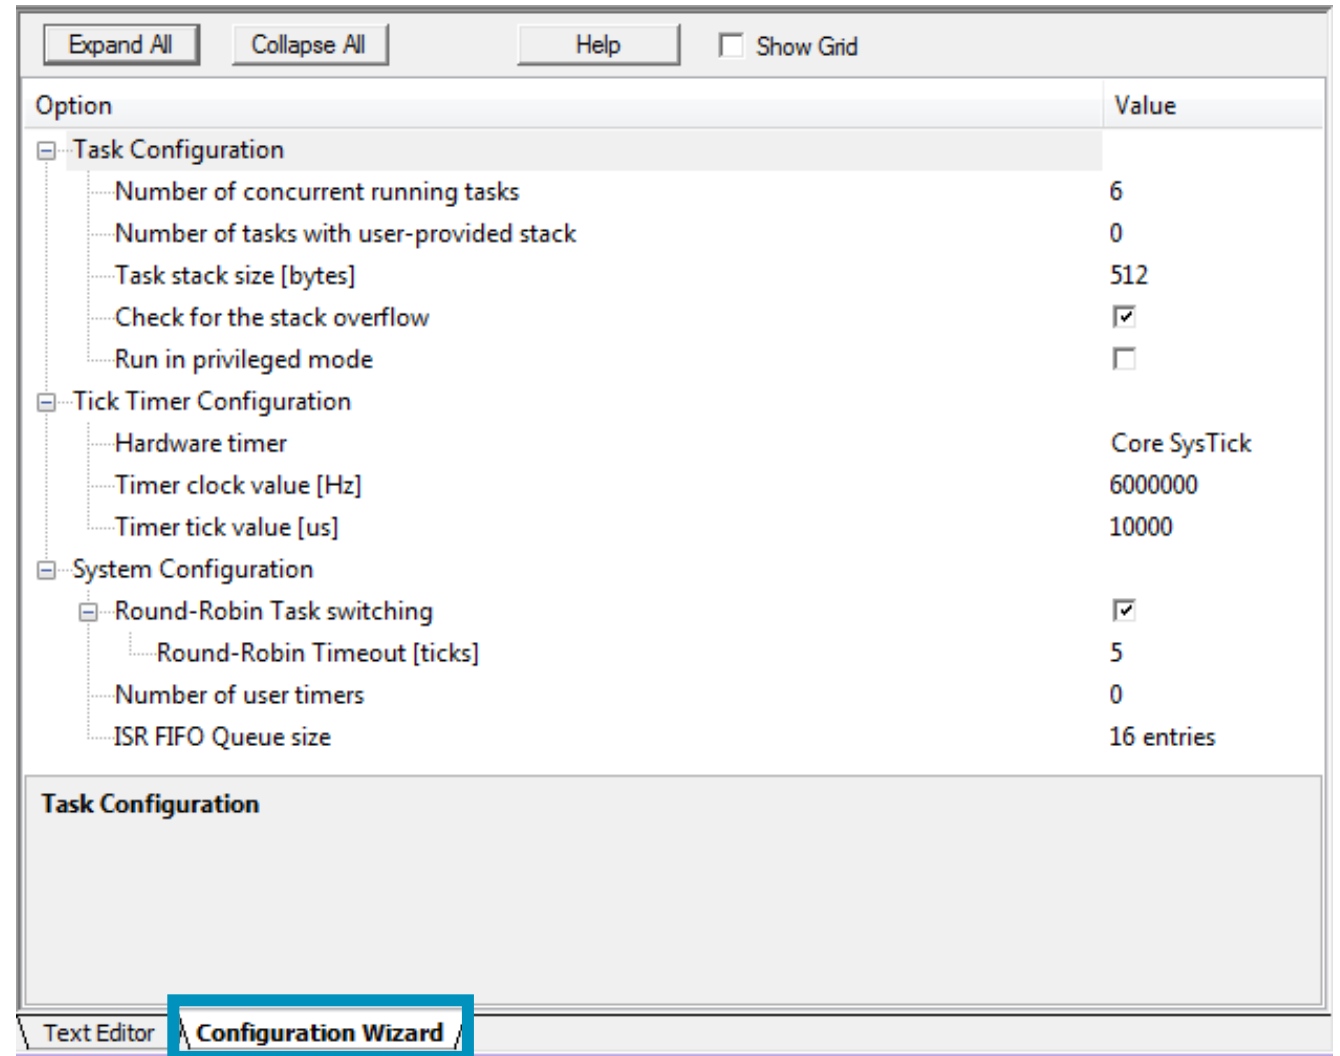 Expand All Collapse All Help Show Grid
Option Value
Task Configuration
Number of concurrent running tasks 6
Number of tasks with user-provided stack 0
Task stack size [bytes] 512
Check for the stack overflow
Run in privileged mode
Tick Timer Configuration
Hardware timer Core SysTick
Timer clock value [Hz] 6000000
Timer tick value [us] 10000
System Configuration
Round-Robin Task switching
Round-Robin Timeout [ticks] 5
Number of user timers 0
ISR FIFO Queue size 16 entries
Task Configuration
Text Editor Configuration Wizard